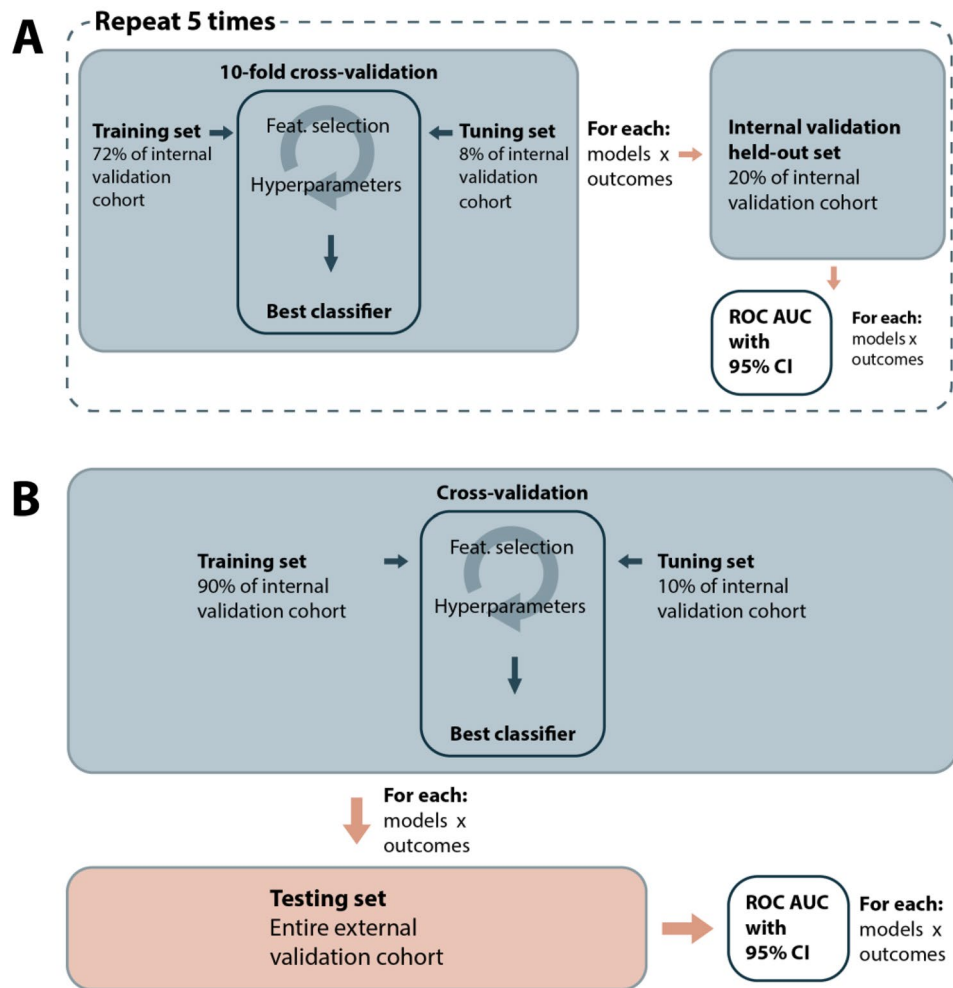 A
Repeat 5 times
10-fold cross-validation
Training set
72% of internal
validation
cohort
Feat. selection
Hyperparameters
Best classifier
Tuning set
8% of internal
validation
cohort
For each:
models x
outcomes
Internal validation
held-out set
20% of internal
validation cohort
ROC AUC
with
95% CI
For each:
models x
outcomes
B
Cross-validation
Training set
90% of internal
validation cohort
Feat. selection
Hyperparameters
Best classifier
Tuning set
10% of internal
validation cohort
For each:
models x
outcomes
Testing set
Entire external
validation cohort
ROC AUC
with
95% CI
For each:
models x
outcomes